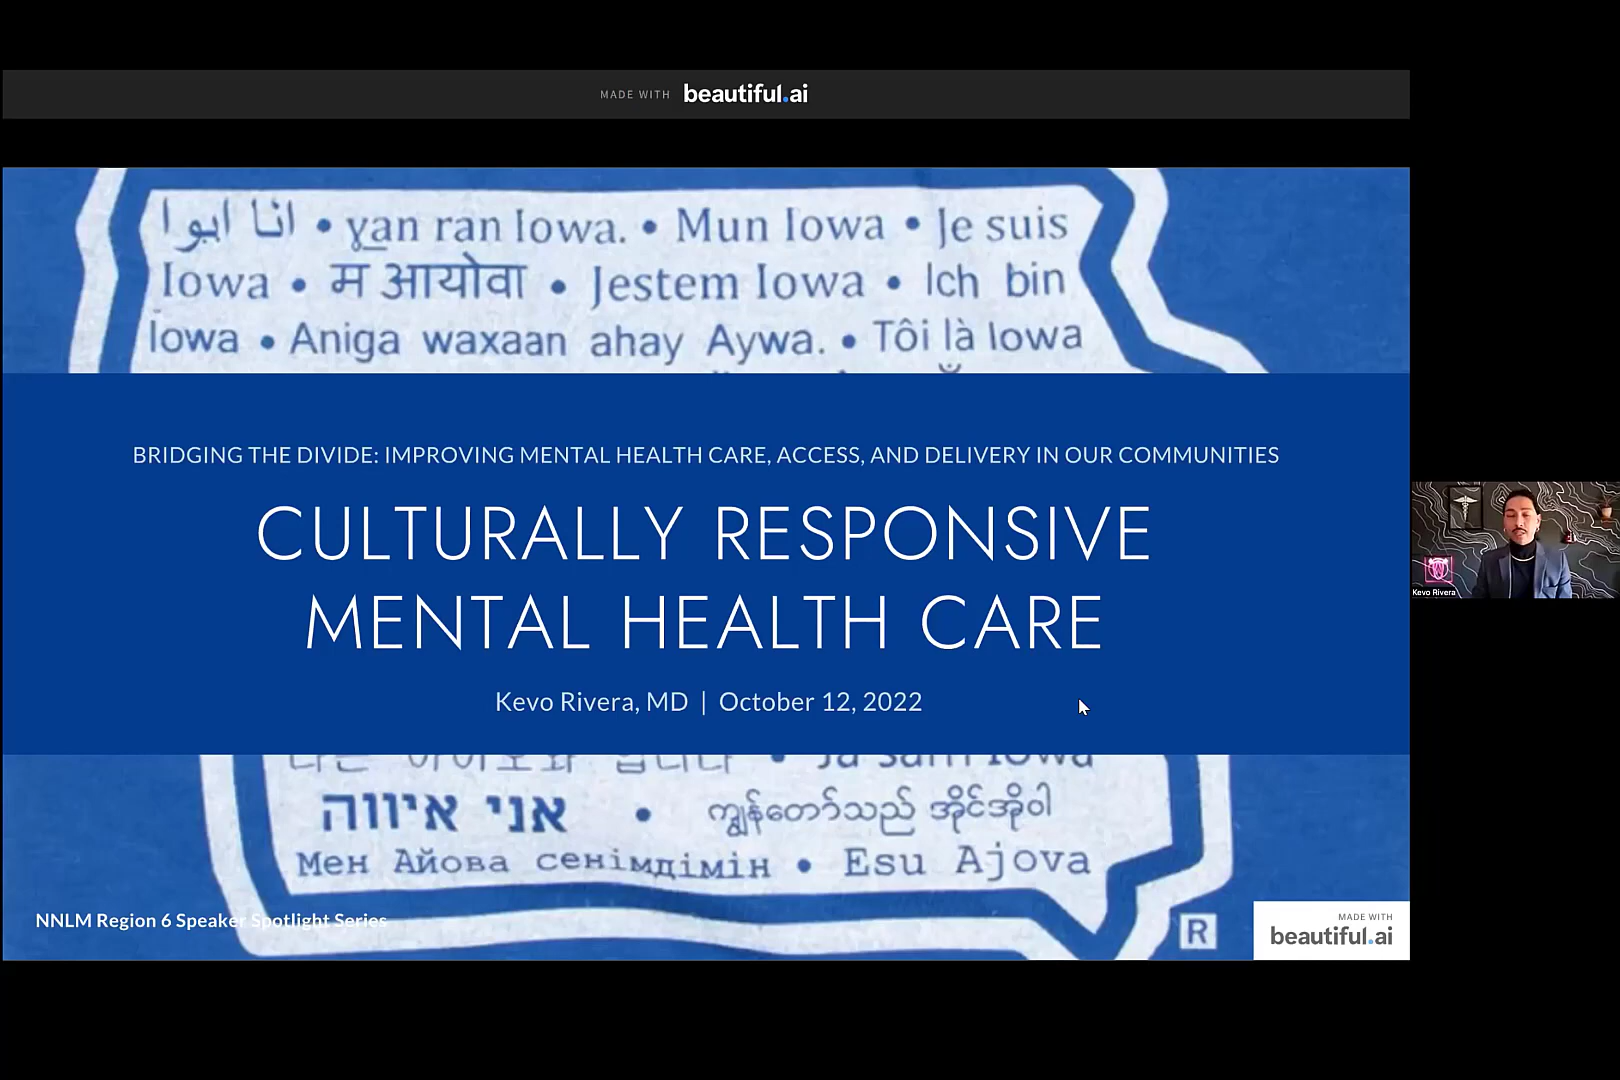 MADE WITH beautiful.ai
انا ايوا • ɣan ran Iowa. • Mun Iowa • Je suis
Iowa • म आयोवा • Jestem Iowa • Ich bin
Iowa • Aniga waxaan ahay Aywa. • Tôi là Iowa
BRIDGING THE DIVIDE: IMPROVING MENTAL HEALTH CARE, ACCESS, AND DELIVERY IN OUR COMMUNITIES
CULTURALLY RESPONSIVE
MENTAL HEALTH CARE
Kevo Rivera, MD | October 12, 2022
אני איווה • ကျွန်တော်သည် အိုင်အိုဝါ
Мен Айова сенімдімін • Esu Ajova
NNLM Region 6 Speaker Spotlight Series
R
MADE WITH
beautiful.ai
Kevo Rivera